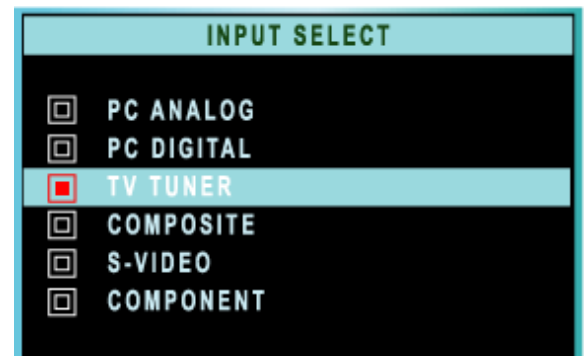 INPUT SELECT
PC ANALOG
PC DIGITAL
TV TUNER
COMPOSITE
S-VIDEO
COMPONENT